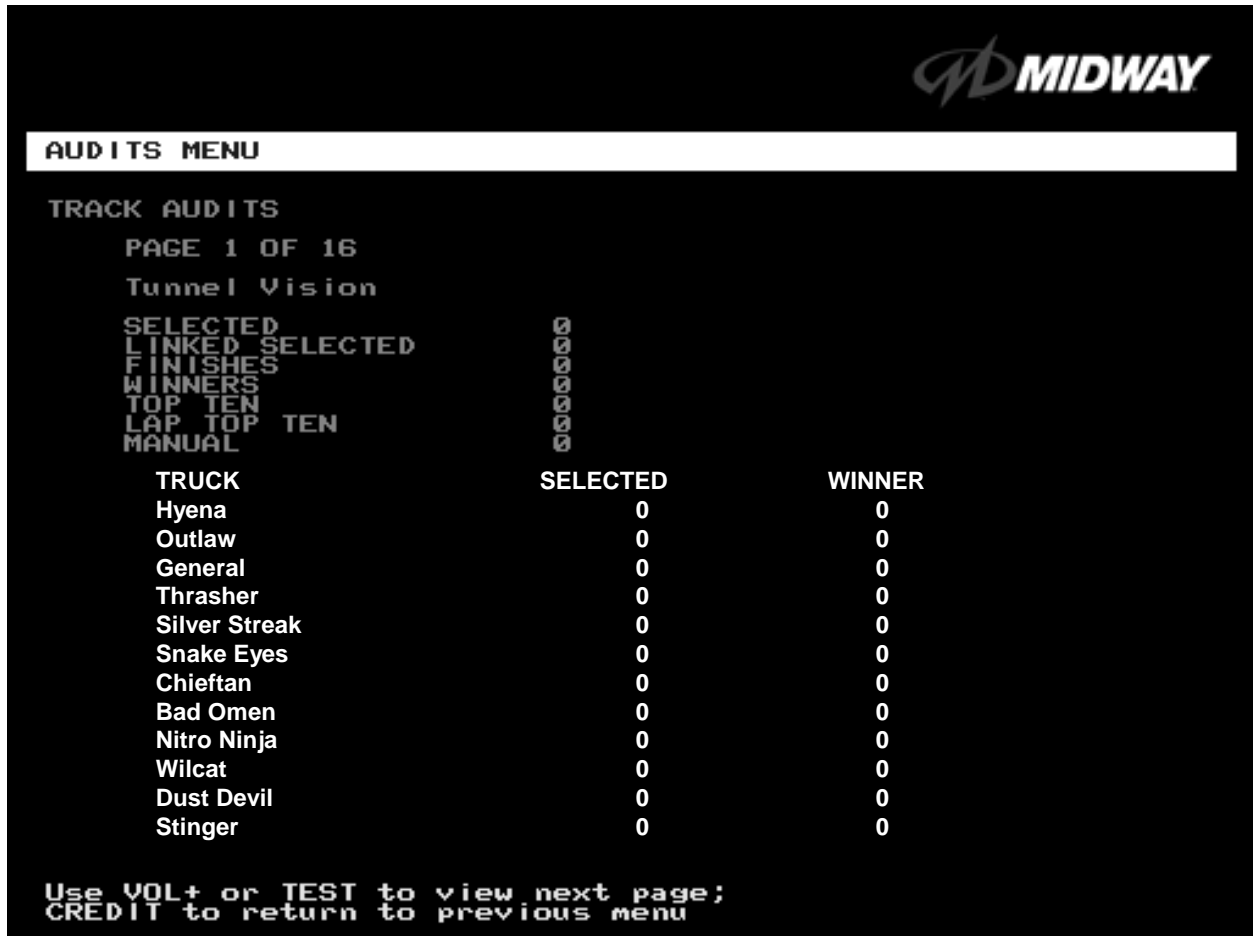 MIDWAY
AUDITS MENU
TRACK AUDITS
PAGE 1 OF 16
Tunnel Vision
SELECTED 0
LINKED SELECTED 0
FINISHES 0
WINNERS 0
TOP TEN 0
LAP TOP TEN 0
MANUAL 0
TRUCK SELECTED WINNER
Hyena 0 0
Outlaw 0 0
General 0 0
Thrasher 0 0
Silver Streak 0 0
Snake Eyes 0 0
Chieftan 0 0
Bad Omen 0 0
Nitro Ninja 0 0
Wilcat 0 0
Dust Devil 0 0
Stinger 0 0
Use VOL+ or TEST to view next page;
CREDIT to return to previous menu